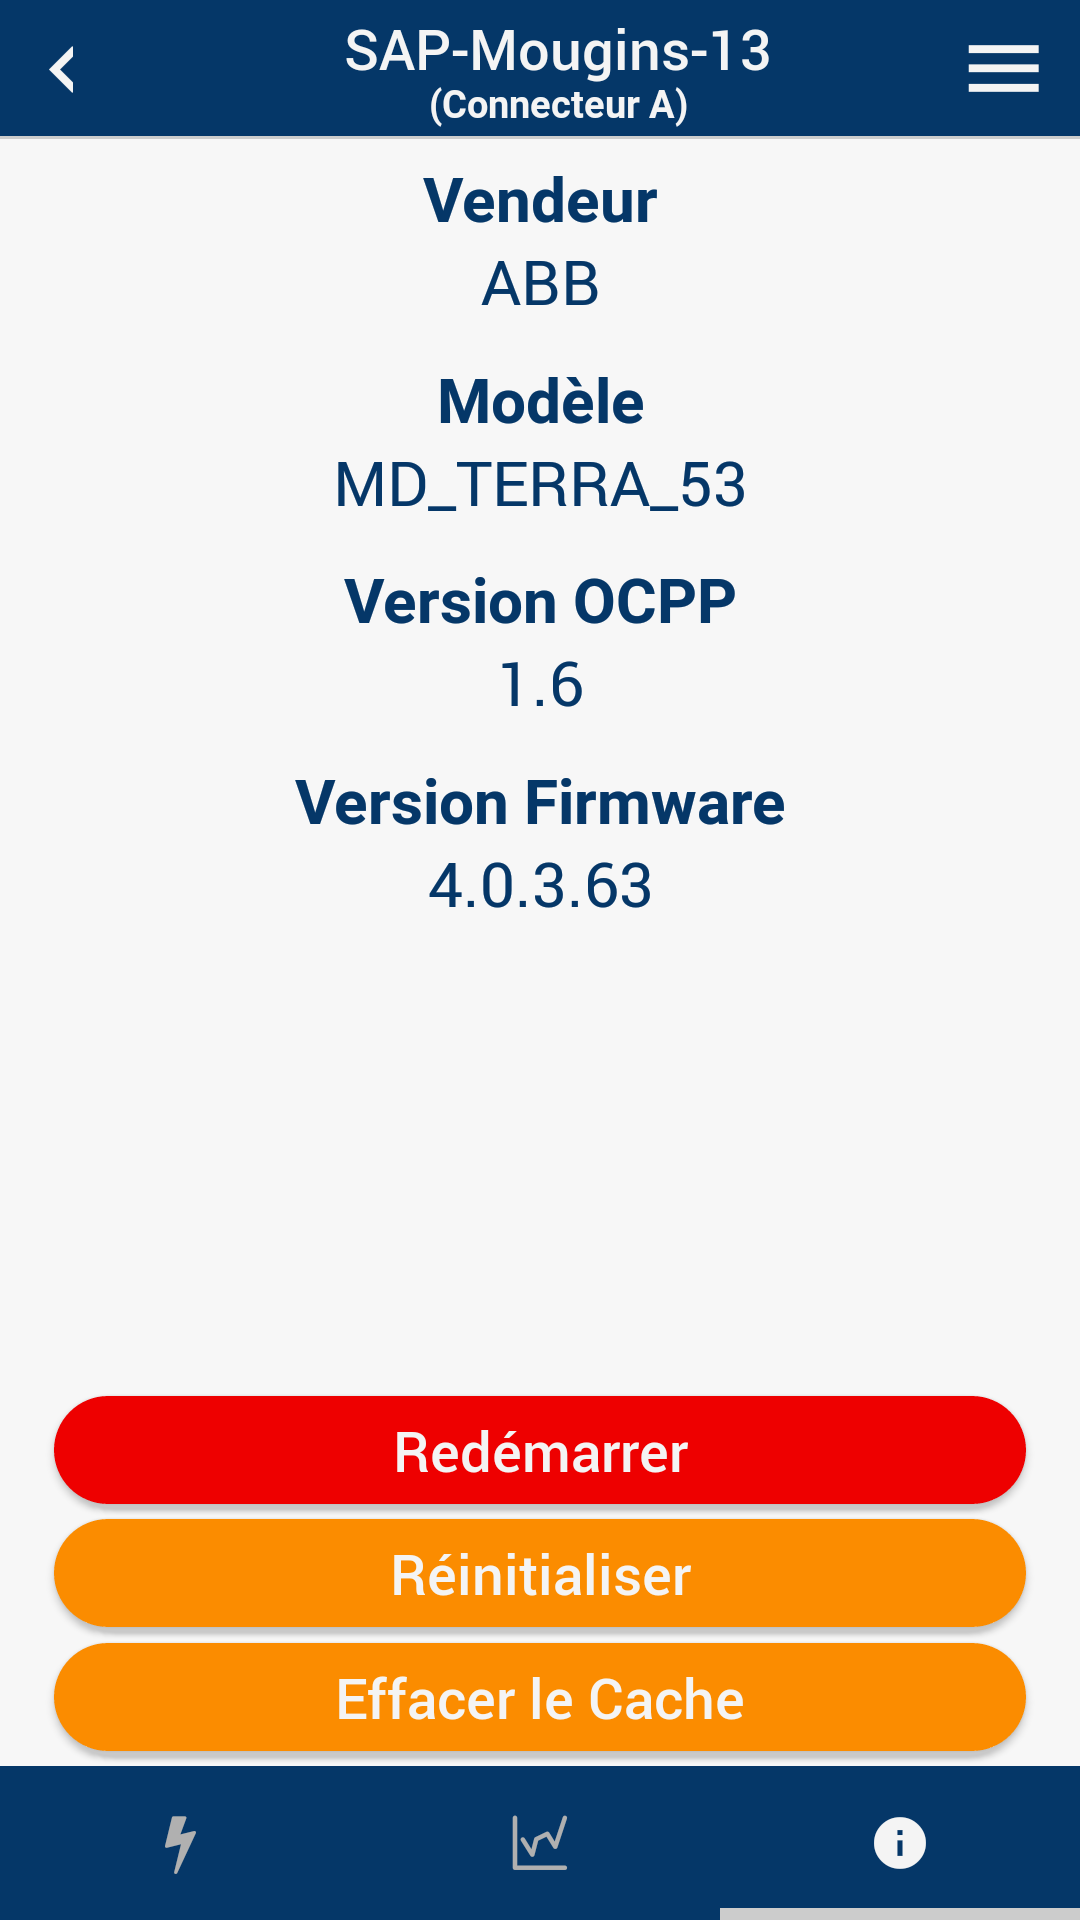 SAP-Mougins-13
(Connecteur A)
Vendeur
ABB
Modèle
MD_TERRA_53
Version OCPP
1.6
Version Firmware
4.0.3.63
Redémarrer
Réinitialiser
Effacer le Cache